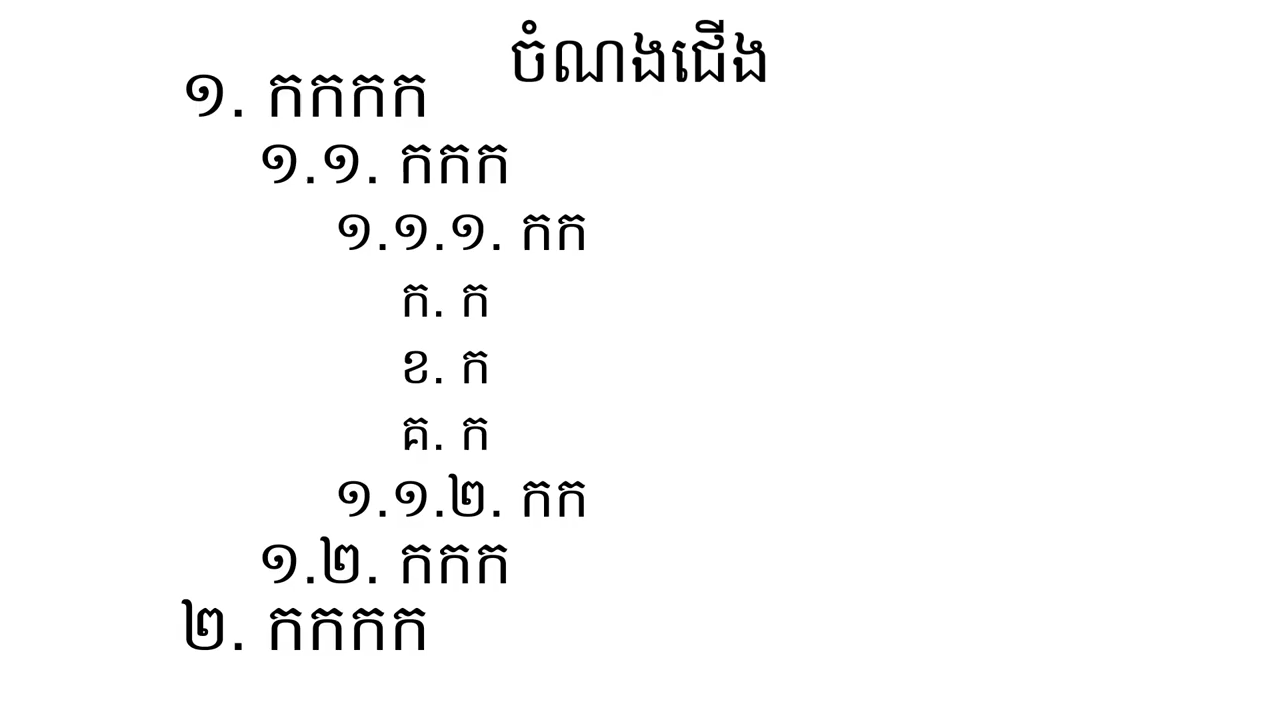 ចំណងជើង
១. កកកក
១.១. កកក
១.១.១. កក
ក. ក
ខ. ក
គ. ក
១.១.២. កក
១.២. កកក
២. កកកក